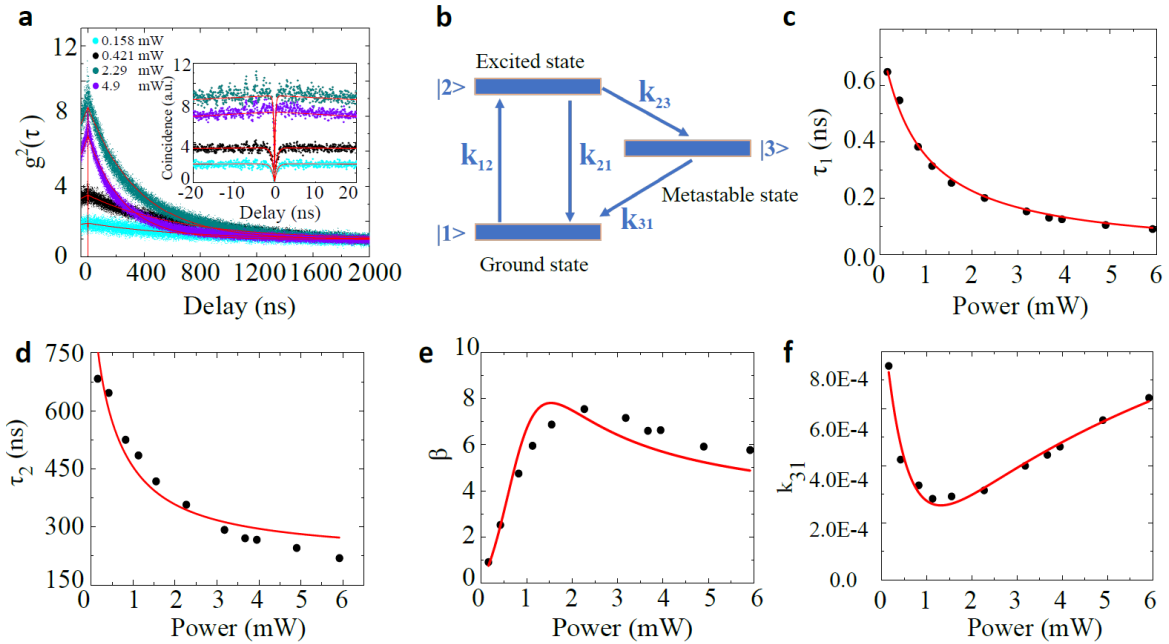 a
12
8
4
0
g²(τ)
0.158 mW
0.421 mW
2.29 mW
4.9 mW
12
8
4
0
Coincidence (a.u.)
-20 -10 0 10 20
Delay (ns)
0 400 800 1200 1600 2000
Delay (ns)
b
Excited state
|2>
k23
k12
k21
|3>
Metastable state
k31
|1>
Ground state
c
0.6
0.4
0.2
0
τ1 (ns)
0 1 2 3 4 5 6
Power (mW)
d
750
600
450
300
150
τ2 (ns)
0 1 2 3 4 5 6
Power (mW)
e
10
8
6
4
2
0
β
0 1 2 3 4 5 6
Power (mW)
f
8.0E-4
6.0E-4
4.0E-4
2.0E-4
0.0
k31
0 1 2 3 4 5 6
Power (mW)